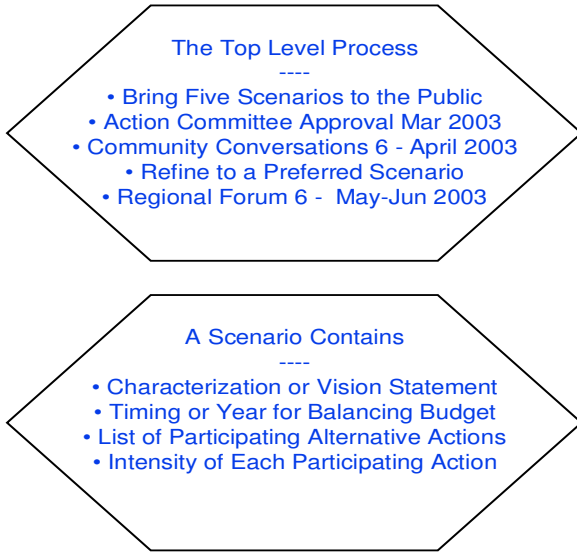 The Top Level Process
----
• Bring Five Scenarios to the Public
• Action Committee Approval Mar 2003
• Community Conversations 6 - April 2003
• Refine to a Preferred Scenario
• Regional Forum 6 -  May-Jun 2003
A Scenario Contains
----
• Characterization or Vision Statement
• Timing or Year for Balancing Budget
• List of Participating Alternative Actions
• Intensity of Each Participating Action